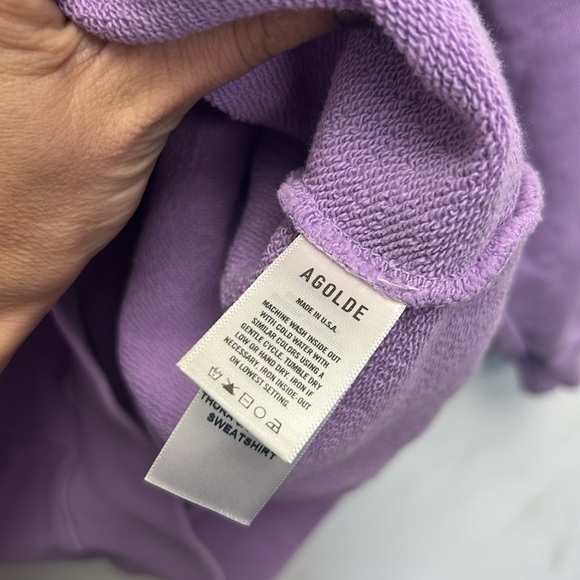 AGOLDE
MADE IN U.S.A.
MACHINE WASH INSIDE OUT
WITH COLD WATER WITH
SIMILAR COLORS USING A
GENTLE CYCLE. TUMBLE DRY
LOW OR HAND DRY. IRON IF
NECESSARY, IRON INSIDE-OUT
ON LOWEST SETTING.
SWEATSHIRT